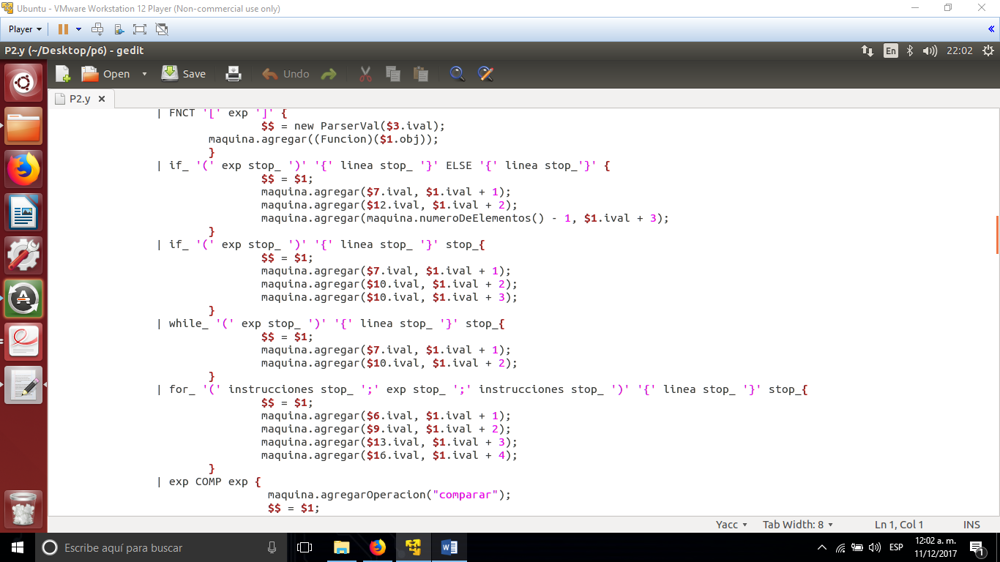 Ubuntu - VMware Workstation 12 Player (Non-commercial use only)
Player
P2.y (~/Desktop/p6) - gedit
En
22:02
Open
Save
Undo
P2.y
| FNCT '[' exp ']' {
$$ = new ParserVal($3.ival);
maquina.agregar((Funcion)($1.obj));
}
| if_ '(' exp stop_ ')' '{' linea stop_ '}' ELSE '{' linea stop_'}' {
$$ = $1;
maquina.agregar($7.ival, $1.ival + 1);
maquina.agregar($12.ival, $1.ival + 2);
maquina.agregar(maquina.numeroDeElementos() - 1, $1.ival + 3);
}
| if_ '(' exp stop_ ')' '{' linea stop_ '}' stop_{
$$ = $1;
maquina.agregar($7.ival, $1.ival + 1);
maquina.agregar($10.ival, $1.ival + 2);
maquina.agregar($10.ival, $1.ival + 3);
}
| while_ '(' exp stop_ ')' '{' linea stop_ '}' stop_{
$$ = $1;
maquina.agregar($7.ival, $1.ival + 1);
maquina.agregar($10.ival, $1.ival + 2);
}
| for_ '(' instrucciones stop_ ';' exp stop_ ';' instrucciones stop_ ')' '{' linea stop_ '}' stop_{
$$ = $1;
maquina.agregar($6.ival, $1.ival + 1);
maquina.agregar($9.ival, $1.ival + 2);
maquina.agregar($13.ival, $1.ival + 3);
maquina.agregar($16.ival, $1.ival + 4);
}
| exp COMP exp {
maquina.agregarOperacion("comparar");
$$ = $1;
Yacc
Tab Width: 8
Ln 1, Col 1
INS
Escribe aquí para buscar
ESP
12:02 a. m.
11/12/2017
1